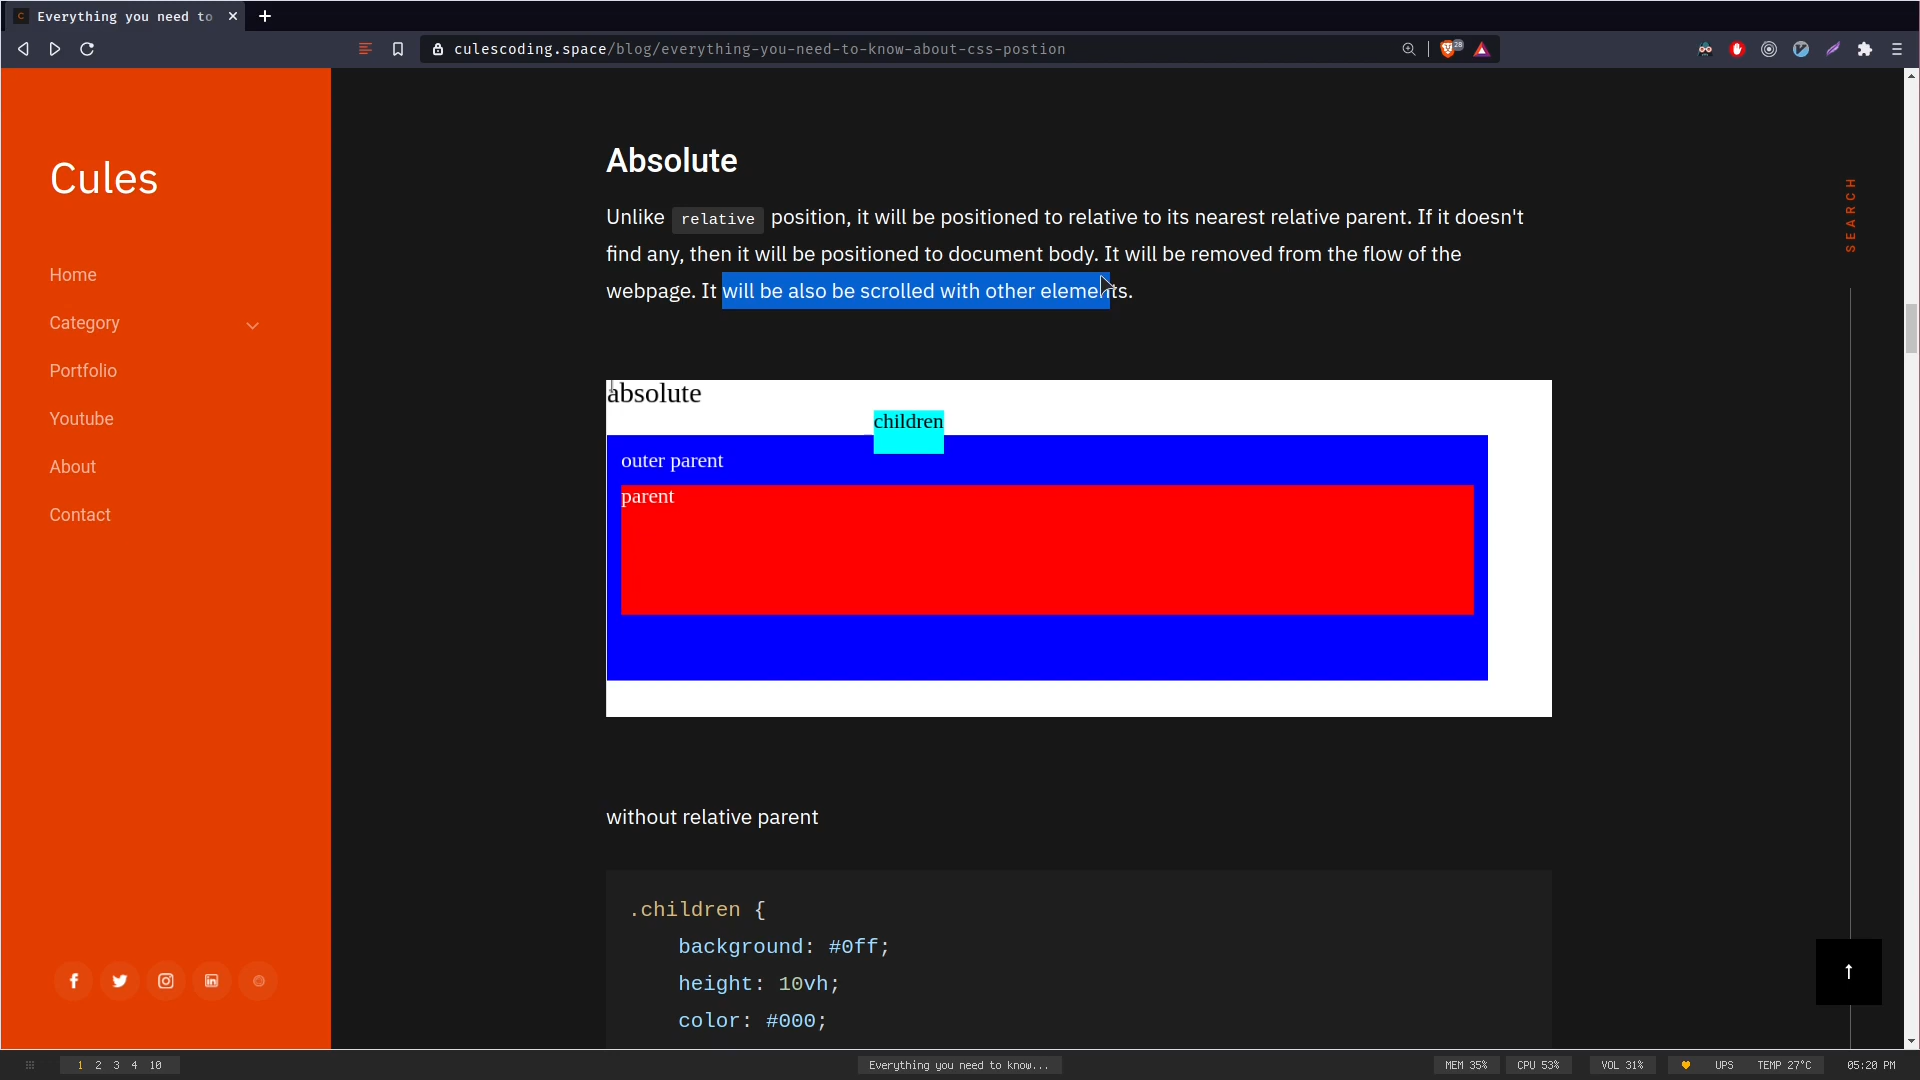 Everything you need to
culescoding.space/blog/everything-you-need-to-know-about-css-postion
28
Cules
Home
Category
Portfolio
Youtube
About
Contact
Absolute
Unlike relative position, it will be positioned to relative to its nearest relative parent. If it doesn't
find any, then it will be positioned to document body. It will be removed from the flow of the
webpage. It will be also be scrolled with other elements.
absolute
children
outer parent
parent
without relative parent
.children {
background: #0ff;
height: 10vh;
color: #000;
SEARCH
↑
1 2 3 4 10
Everything you need to know...
MEM 35%
CPU 53%
VOL 31%
UPS
TEMP 27°C
05:20 PM